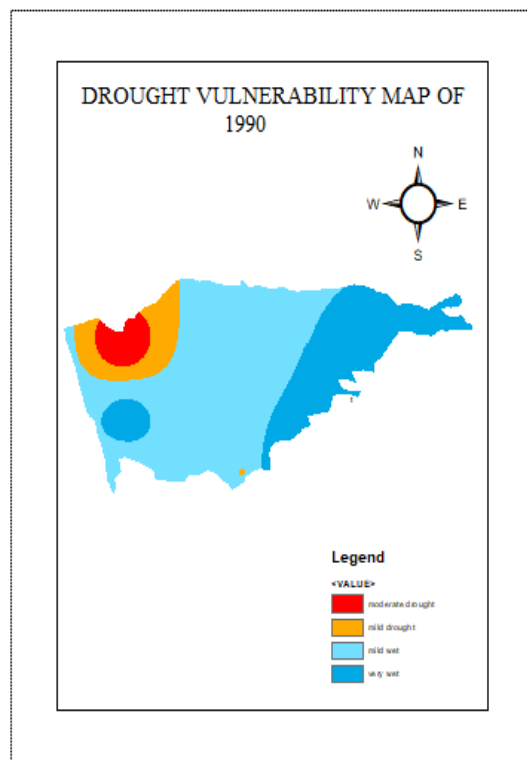 DROUGHT VULNERABILITY MAP OF
1990
N
W E
S
Legend
<VALUE>
moderate drought
mild drought
mild wet
very wet